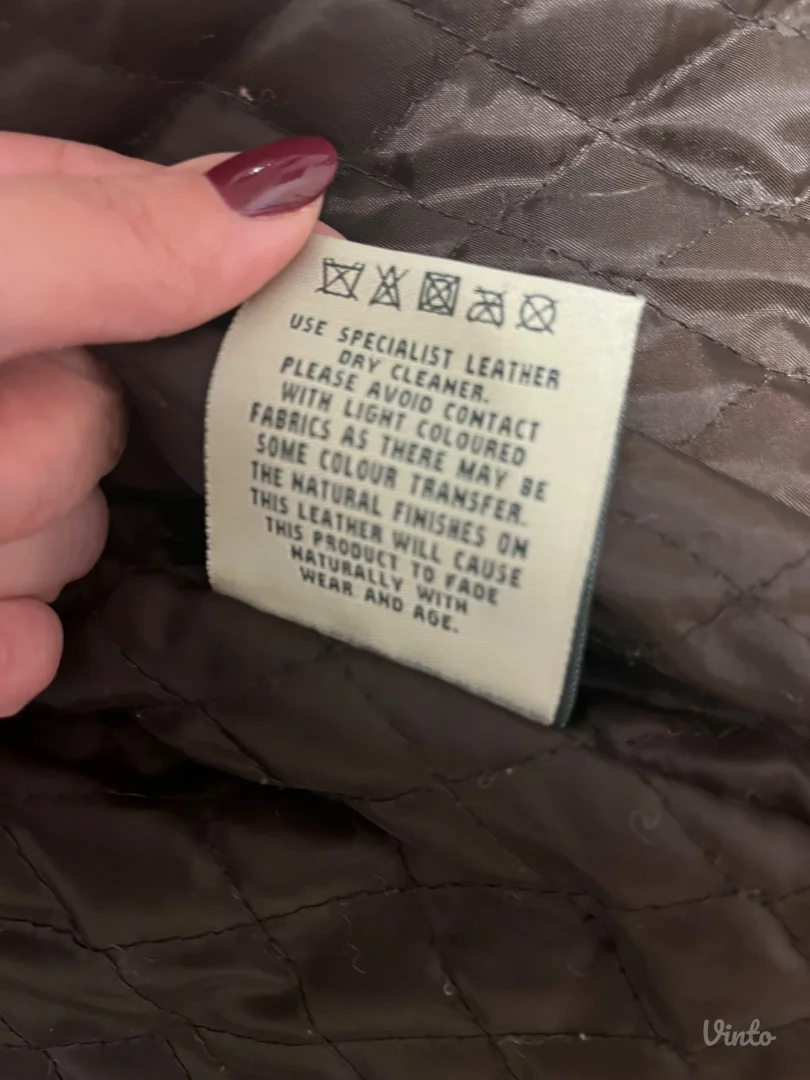 USE SPECIALIST LEATHER
DRY CLEANER.
PLEASE AVOID CONTACT
WITH LIGHT COLOURED
FABRICS AS THERE MAY BE
SOME COLOUR TRANSFER.
THE NATURAL FINISHES ON
THIS LEATHER WILL CAUSE
THIS PRODUCT TO FADE
NATURALLY WITH
WEAR AND AGE.
Vinto